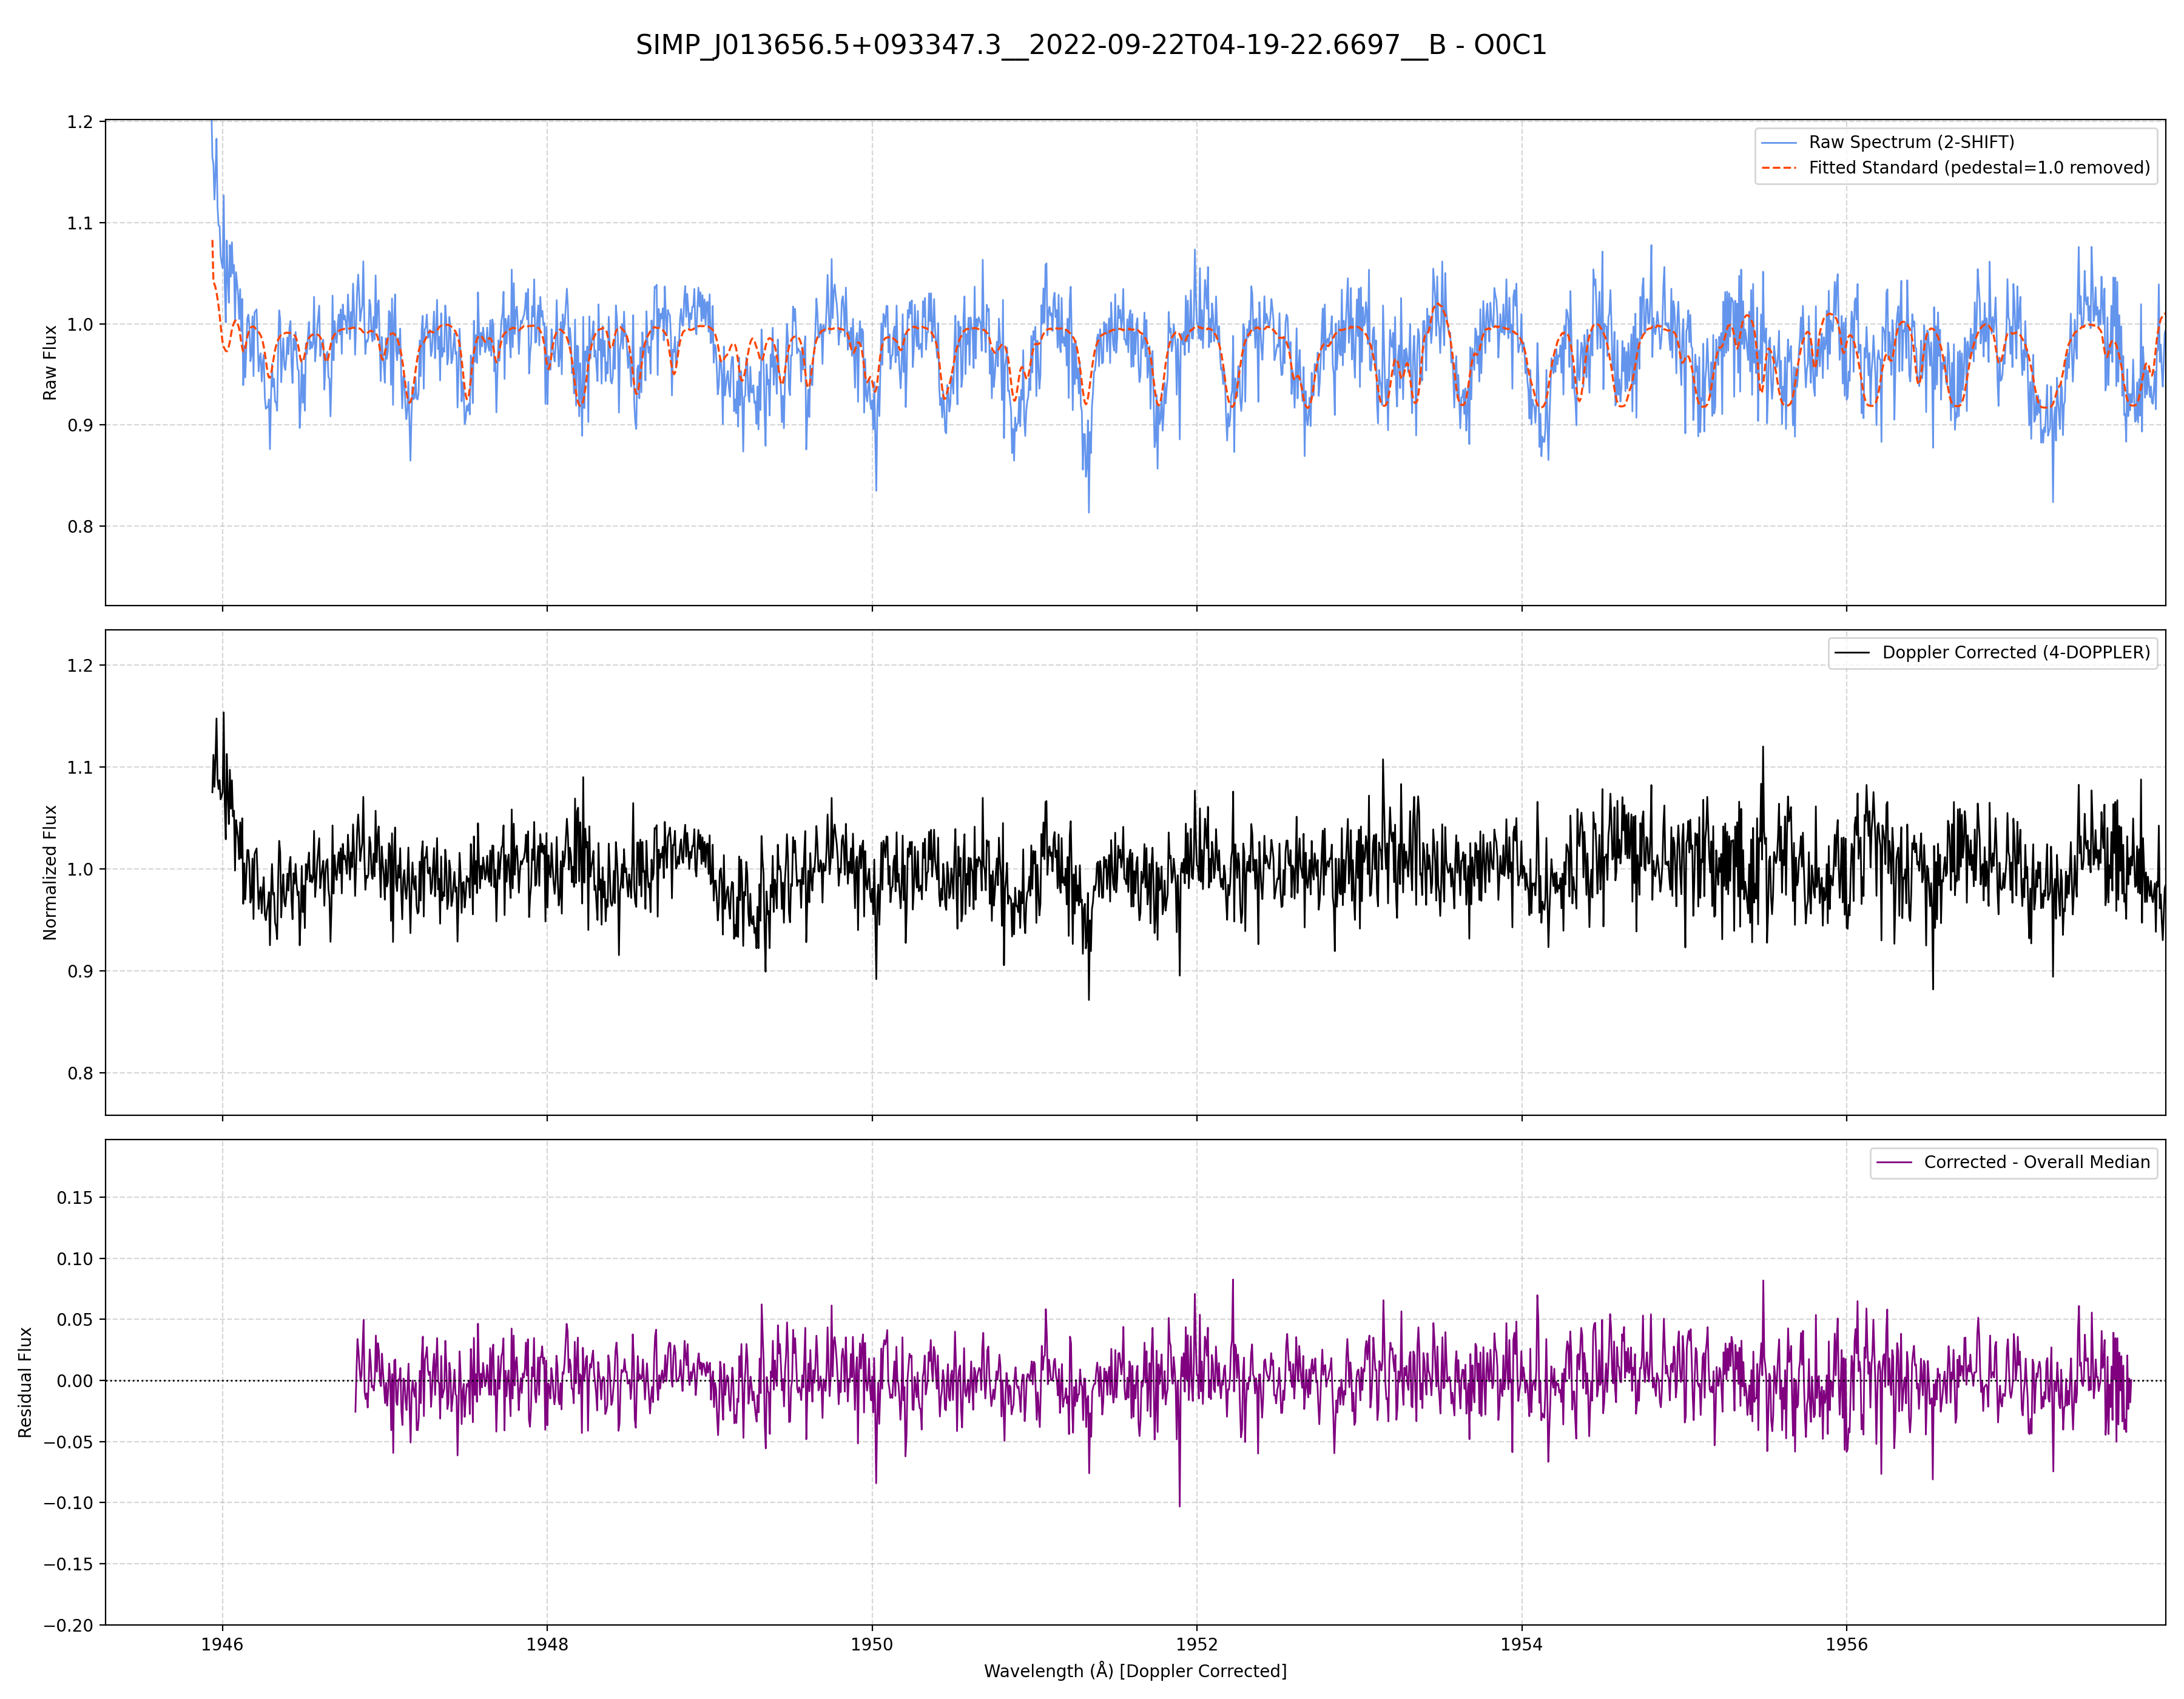 SIMP_J013656.5+093347.3__2022-09-22T04-19-22.6697__B - O0C1
1.2
1.1
1.0
0.9
0.8
Raw Flux
Raw Spectrum (2-SHIFT)
Fitted Standard (pedestal=1.0 removed)
1.2
1.1
1.0
0.9
0.8
Normalized Flux
Doppler Corrected (4-DOPPLER)
0.15
0.10
0.05
0.00
−0.05
−0.10
−0.15
−0.20
Residual Flux
Corrected - Overall Median
1946 1948 1950 1952 1954 1956
Wavelength (Å) [Doppler Corrected]